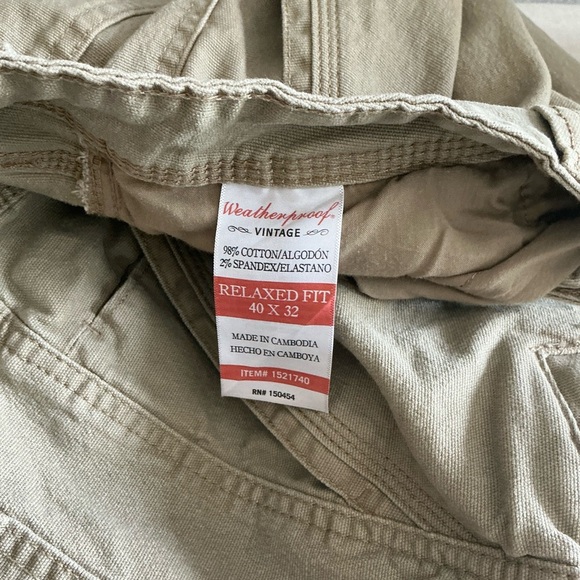 Weatherproof®
VINTAGE
98% COTTON/ALGODÓN
2% SPANDEX/ELASTANO
RELAXED FIT
40 X 32
MADE IN CAMBODIA
HECHO EN CAMBOYA
ITEM# 1521740
RN# 150454